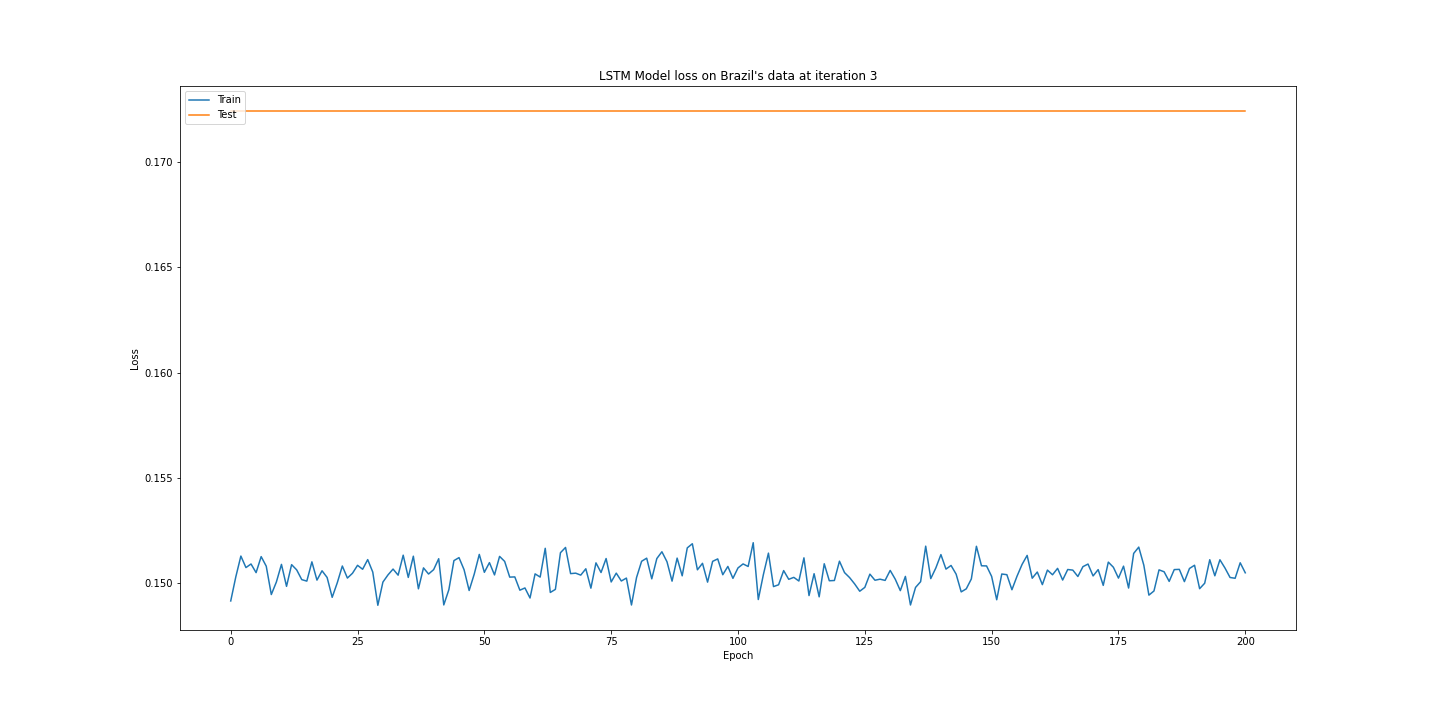 LSTM Model loss on Brazil's data at iteration 3
Train
Test
0.170
0.165
0.160
0.155
0.150
Loss
0 25 50 75 100 125 150 175 200
Epoch